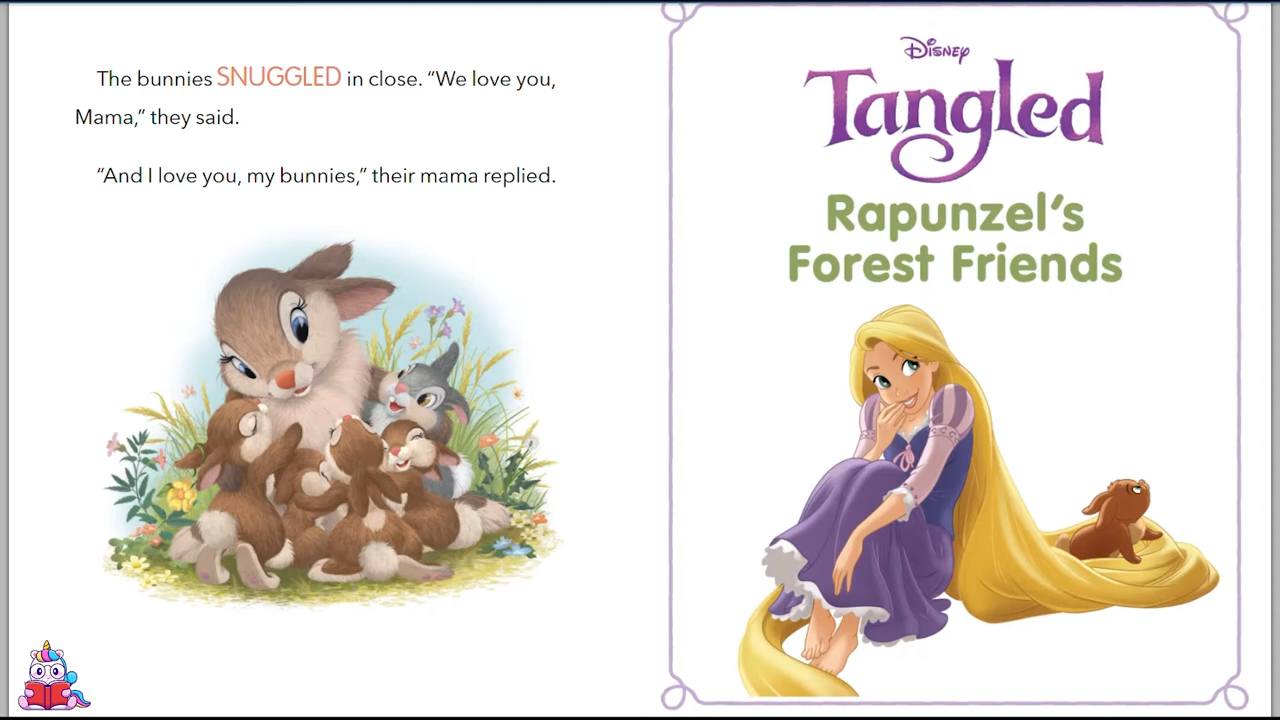 The bunnies SNUGGLED in close. “We love you,
Mama,” they said.
“And I love you, my bunnies,” their mama replied.
Disney
Tangled
Rapunzel’s
Forest Friends